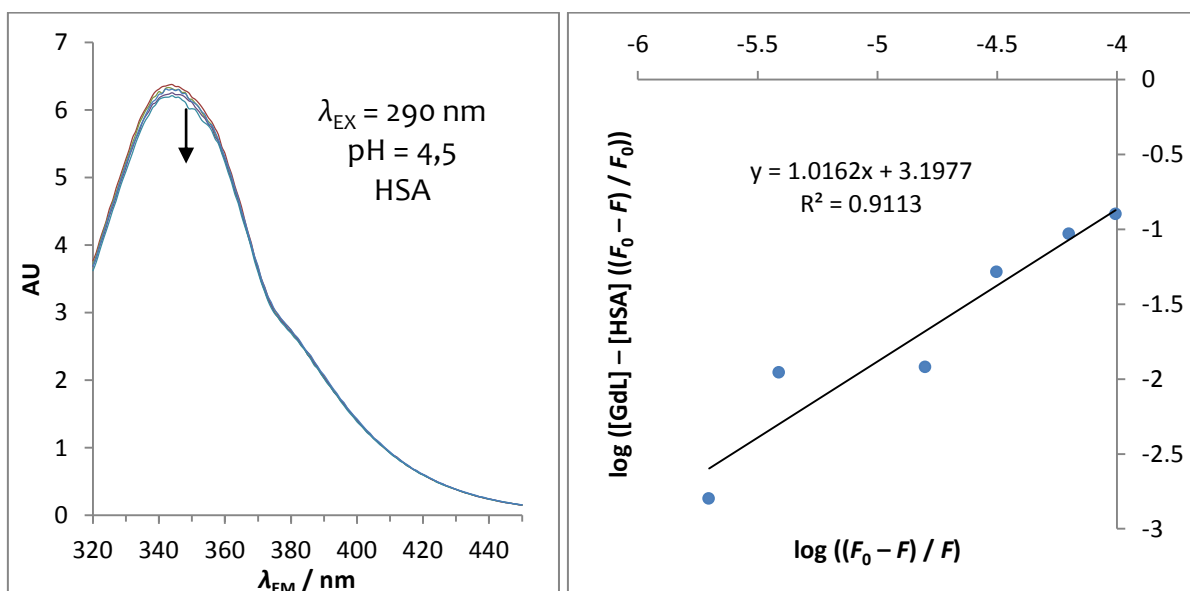 7
6
5
4
3
2
1
0
AU
λEX = 290 nm
pH = 4,5
HSA
320 340 360 380 400 420 440
λEM / nm
-6 -5.5 -5 -4.5 -4
0
-0.5
-1
-1.5
-2
-2.5
-3
y = 1.0162x + 3.1977
R² = 0.9113
log ([GdL] – [HSA] ((F0 – F) / F0))
log ((F0 – F) / F)